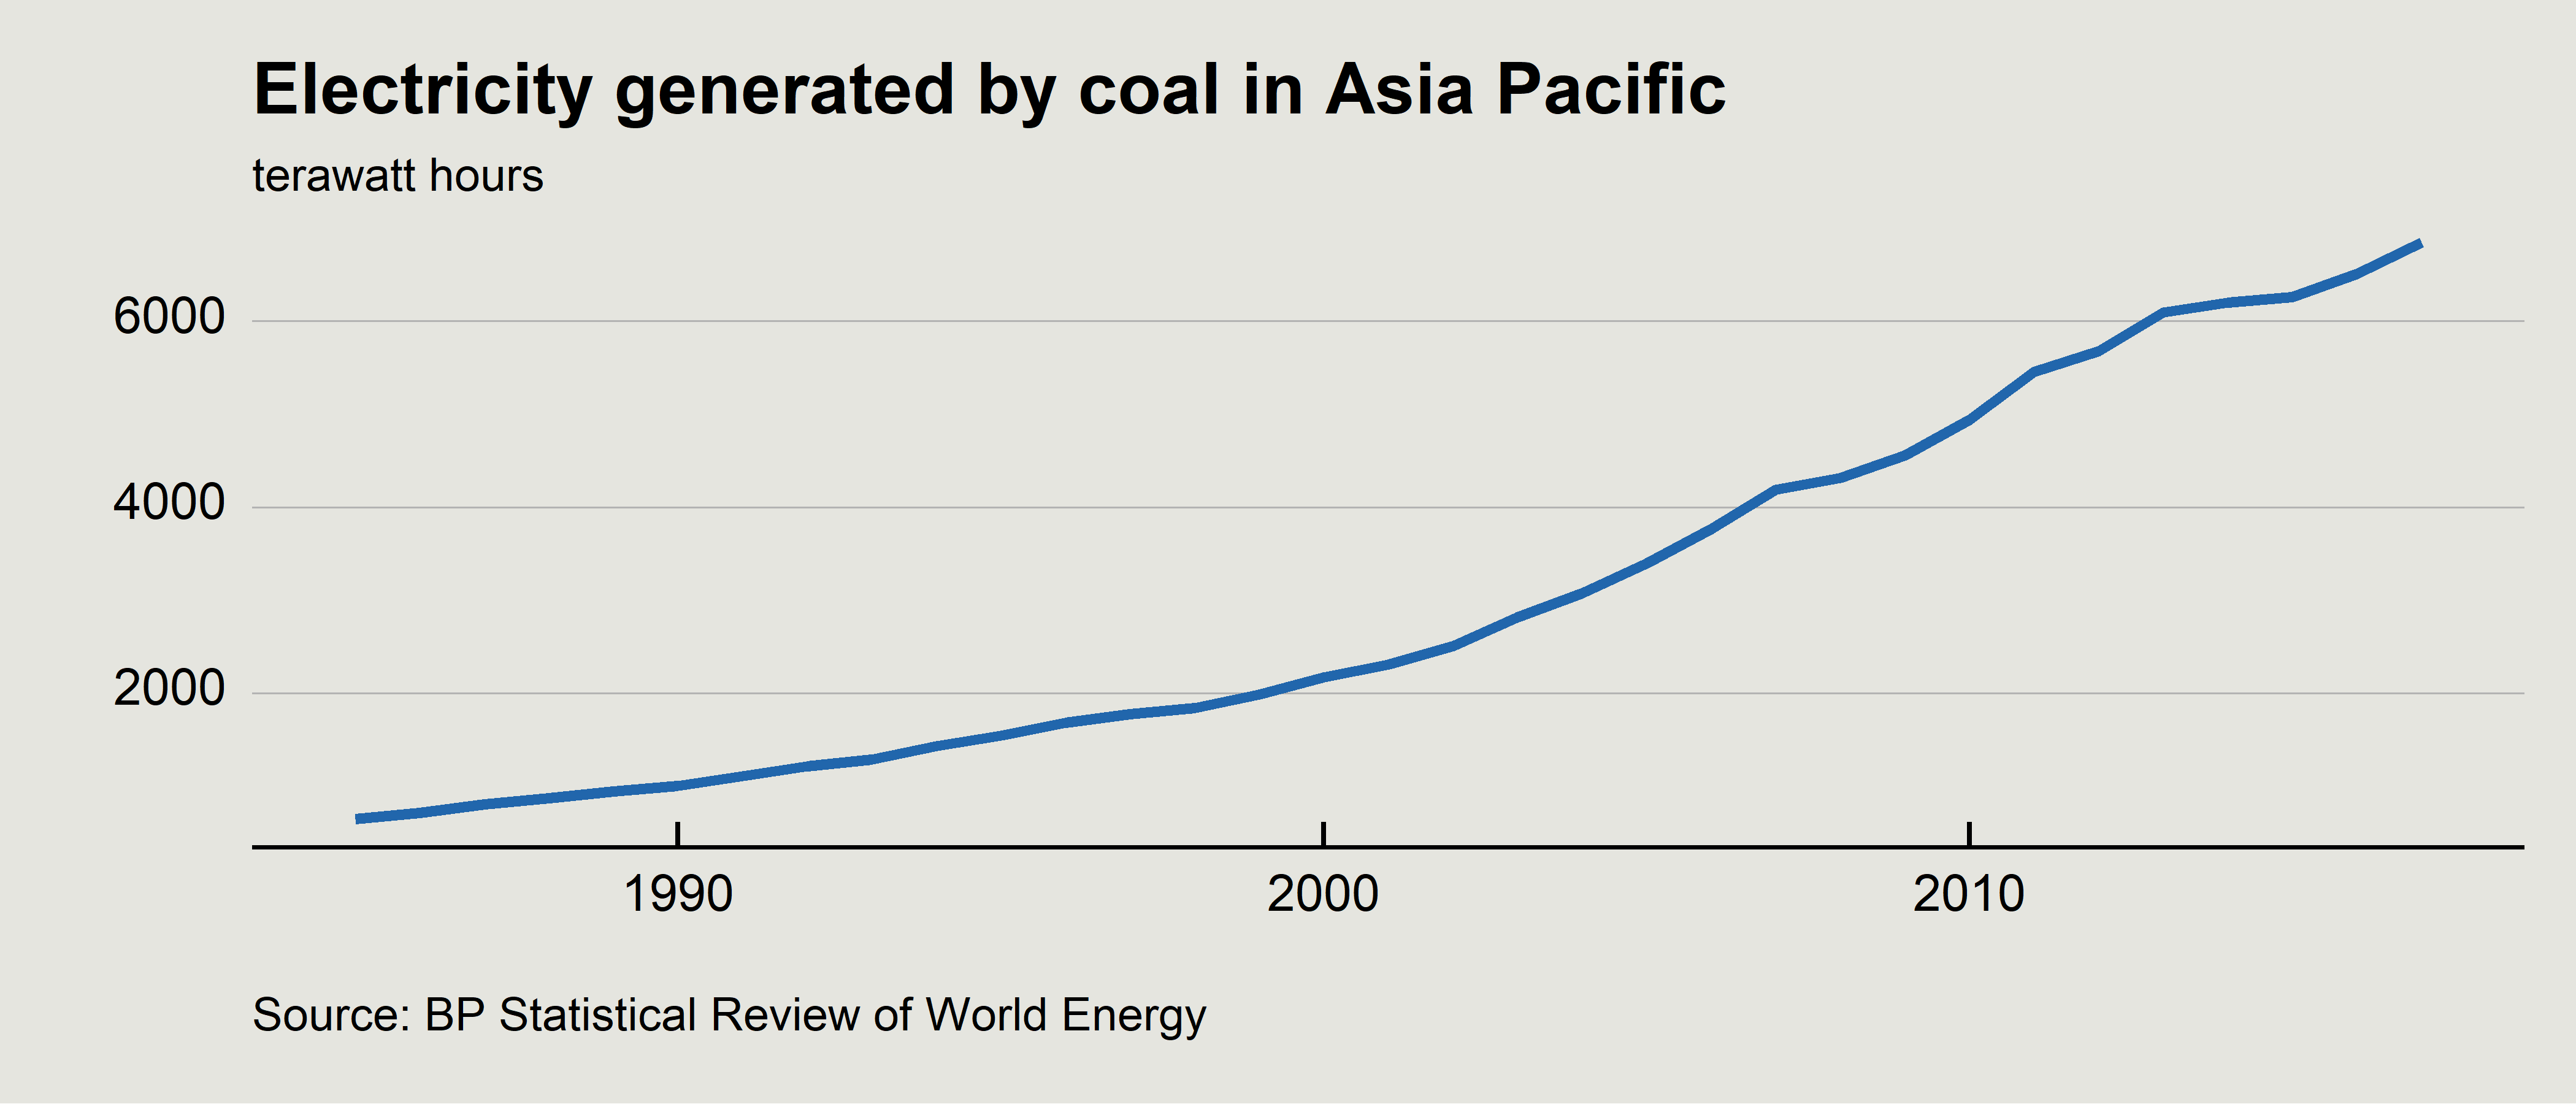 Electricity generated by coal in Asia Pacific
terawatt hours
6000
4000
2000
1990 2000 2010
Source: BP Statistical Review of World Energy